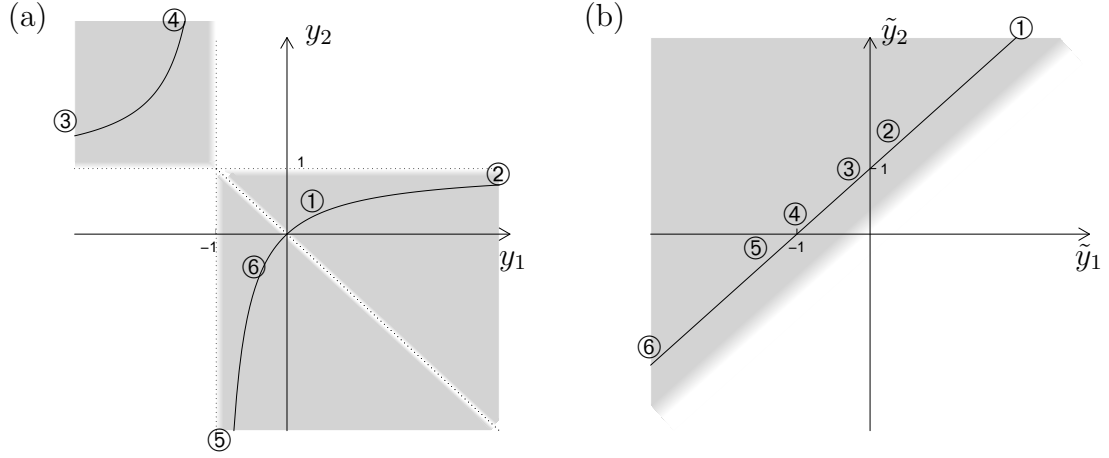 (a)
④
y₂
③
1
②
①
−1
y₁
⑥
⑤
(b)
ỹ₂
①
②
③
1
④
−1
⑤
ỹ₁
⑥